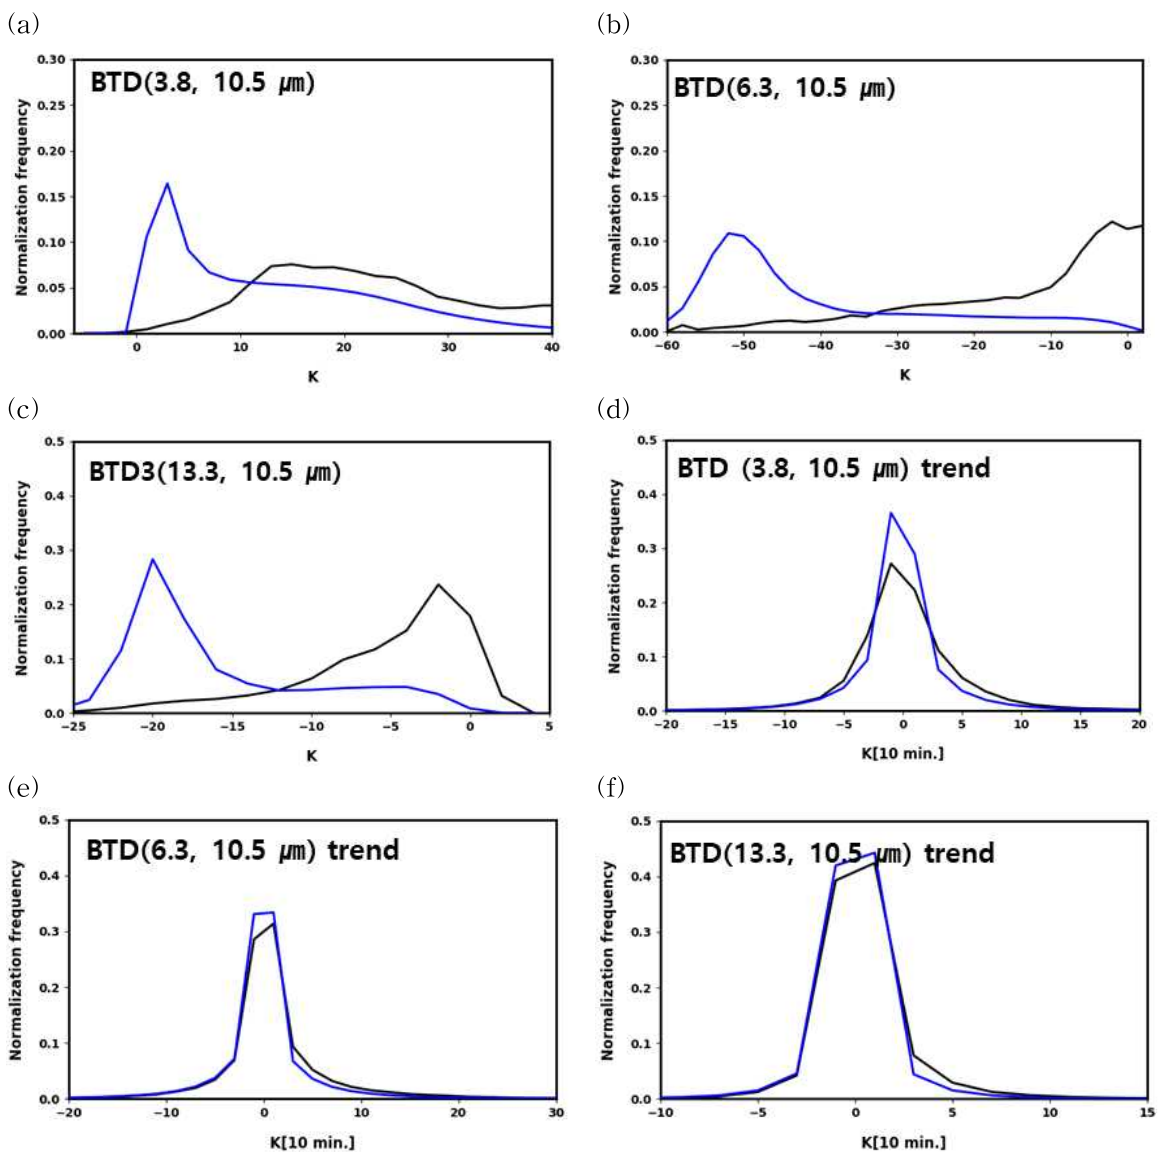 (a)
BTD(3.8, 10.5 ㎛)
Normalization frequency
0.30
0.25
0.20
0.15
0.10
0.05
0.00
0 10 20 30 40
K
(b)
BTD(6.3, 10.5 ㎛)
Normalization frequency
0.30
0.25
0.20
0.15
0.10
0.05
0.00
−60 −50 −40 −30 −20 −10 0
K
(c)
BTD3(13.3, 10.5 ㎛)
Normalization frequency
0.5
0.4
0.3
0.2
0.1
0.0
−25 −20 −15 −10 −5 0 5
K
(d)
BTD (3.8, 10.5 ㎛) trend
Normalization frequency
0.5
0.4
0.3
0.2
0.1
0.0
−20 −15 −10 −5 0 5 10 15 20
K[10 min.]
(e)
BTD(6.3, 10.5 ㎛) trend
Normalization frequency
0.5
0.4
0.3
0.2
0.1
0.0
−20 −10 0 10 20 30
K[10 min.]
(f)
BTD(13.3, 10.5 ㎛) trend
Normalization frequency
0.5
0.4
0.3
0.2
0.1
0.0
−10 −5 0 5 10 15
K[10 min.]